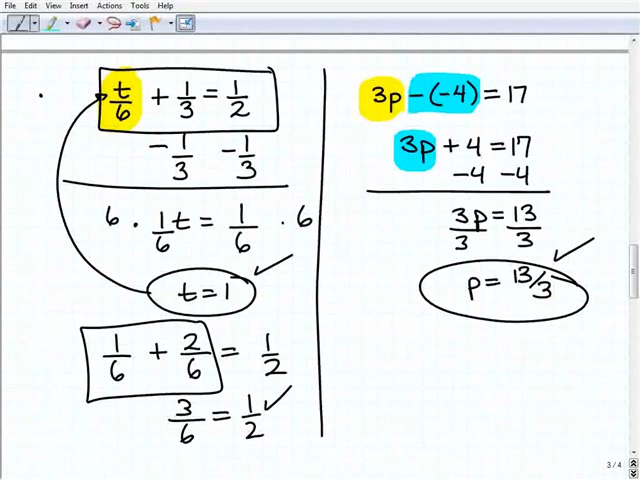 File Edit View Insert Actions Tools Help
t/6 + 1/3 = 1/2
- 1/3 - 1/3
6 · 1/6 t = 1/6 · 6
t = 1
1/6 + 2/6 = 1/2
3/6 = 1/2
3p - (-4) = 17
3p + 4 = 17
-4 -4
3p/3 = 13/3
p = 13/3
3 / 4